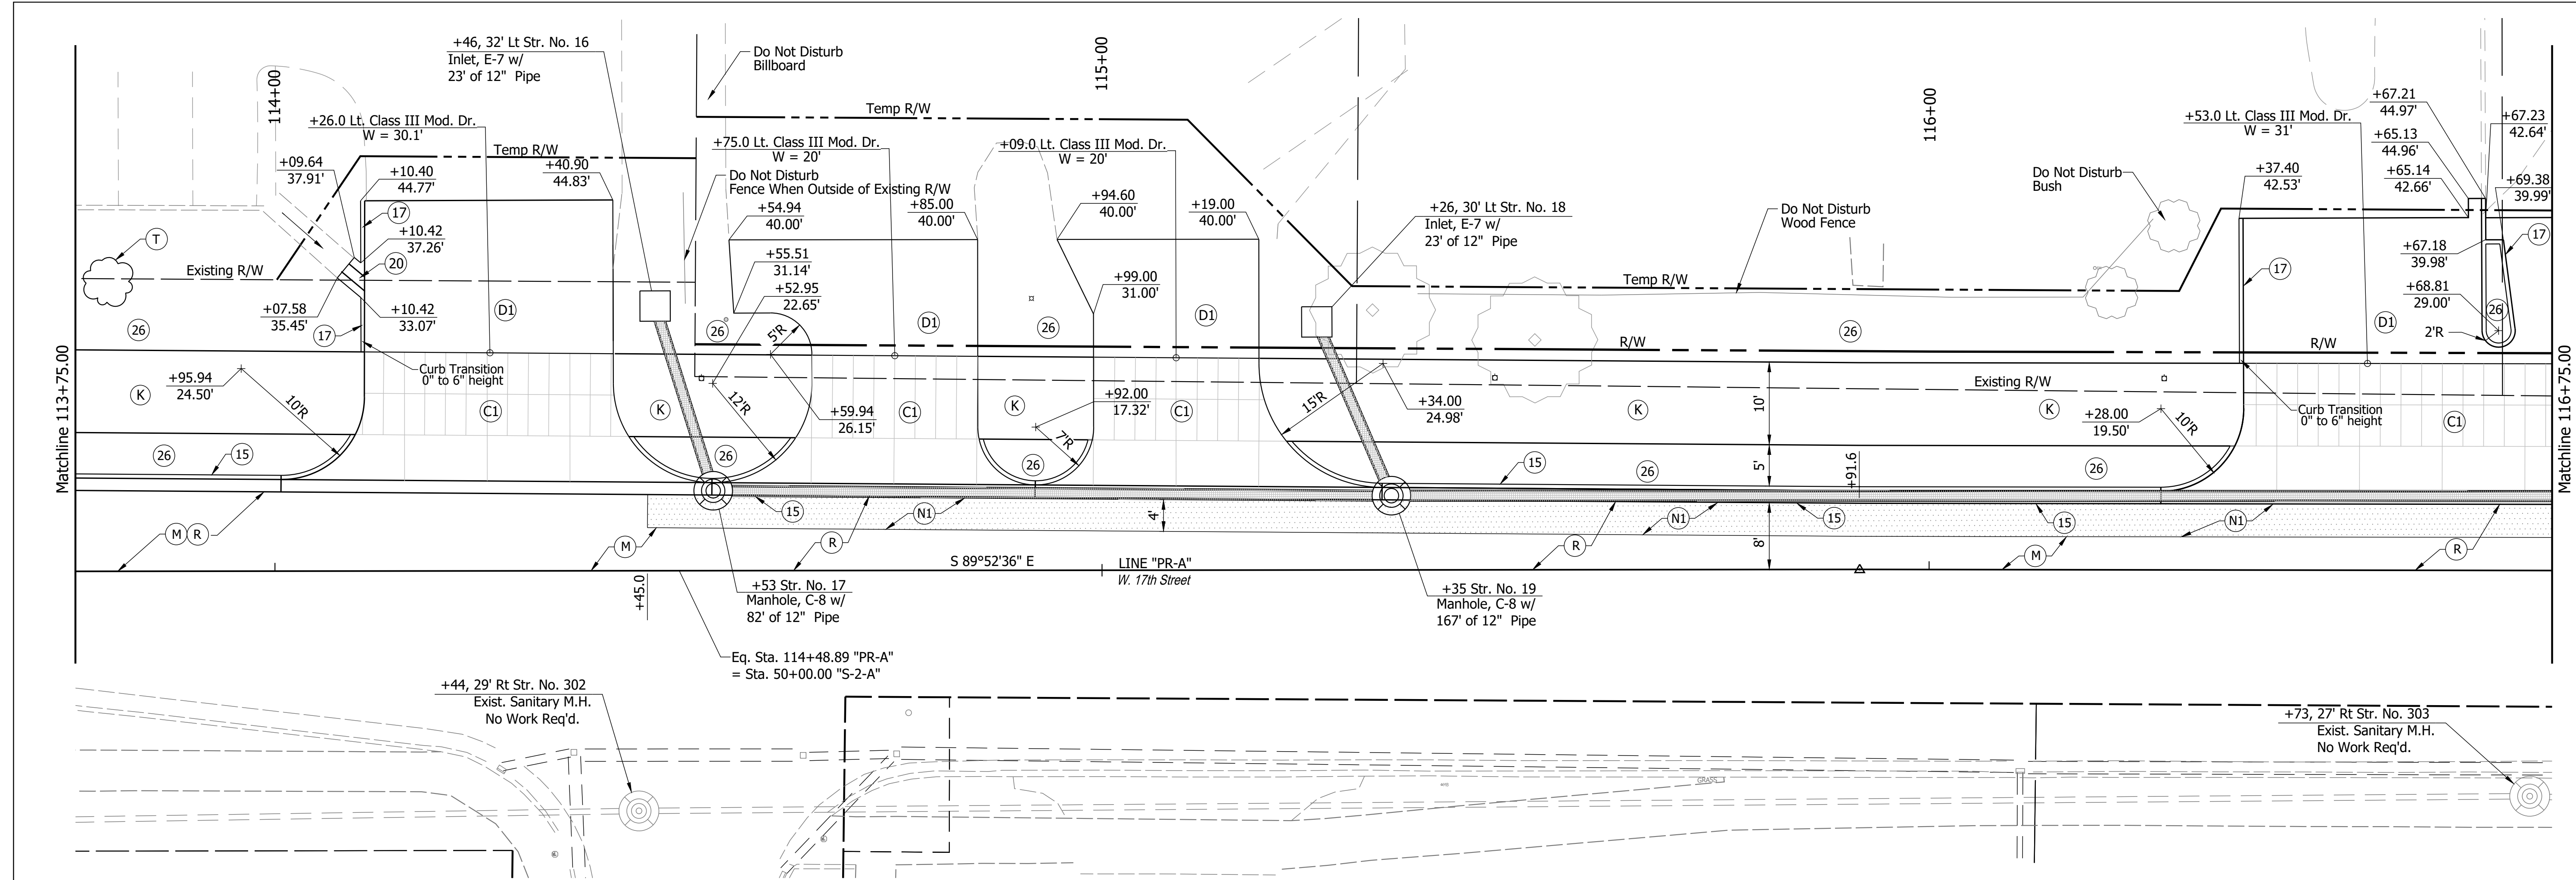 +46, 32' Lt Str. No. 16
Inlet, E-7 w/
23' of 12" Pipe
Do Not Disturb
Billboard
114+00
115+00
116+00
Temp R/W
+26.0 Lt. Class III Mod. Dr.
W = 30.1'
Temp R/W
+09.64
37.91'
+10.40
44.77'
+40.90
44.83'
+75.0 Lt. Class III Mod. Dr.
W = 20'
+09.0 Lt. Class III Mod. Dr.
W = 20'
Do Not Disturb
Fence When Outside of Existing R/W
+54.94
40.00'
+85.00
40.00'
+94.60
40.00'
+19.00
40.00'
+26, 30' Lt Str. No. 18
Inlet, E-7 w/
23' of 12" Pipe
Do Not Disturb
Wood Fence
Do Not Disturb
Bush
+53.0 Lt. Class III Mod. Dr.
W = 31'
+37.40
42.53'
+67.21
44.97'
+65.13
44.96'
+65.14
42.66'
+67.23
42.64'
+69.38
39.99'
T
17
+10.42
37.26'
20
Existing R/W
+07.58
35.45'
+10.42
33.07'
17
26
D1
+55.51
31.14'
+52.95
22.65'
26
5'R
D1
26
+99.00
31.00'
D1
Temp R/W
26
17
+67.18
39.98'
17
+68.81
29.00'
26
D1
2'R
R/W
R/W
Matchline 113+75.00
Matchline 116+75.00
K
+95.94
24.50'
10'R
Curb Transition
0" to 6" height
C1
K
12'R
+59.94
26.15'
C1
K
+92.00
17.32'
7'R
C1
15'R
+34.00
24.98'
K
10'
Existing R/W
K
+28.00
19.50'
10'R
Curb Transition
0" to 6" height
C1
26
15
26
26
15
26
5'
+91.6
26
M
R
M
15
R
N1
4'
R
N1
15
8'
15
M
N1
R
S 89°52'36" E
LINE "PR-A"
W. 17th Street
+45.0
+53 Str. No. 17
Manhole, C-8 w/
82' of 12" Pipe
+35 Str. No. 19
Manhole, C-8 w/
167' of 12" Pipe
Eq. Sta. 114+48.89 "PR-A"
= Sta. 50+00.00 "S-2-A"
+44, 29' Rt Str. No. 302
Exist. Sanitary M.H.
No Work Req'd.
+73, 27' Rt Str. No. 303
Exist. Sanitary M.H.
No Work Req'd.
GRASS